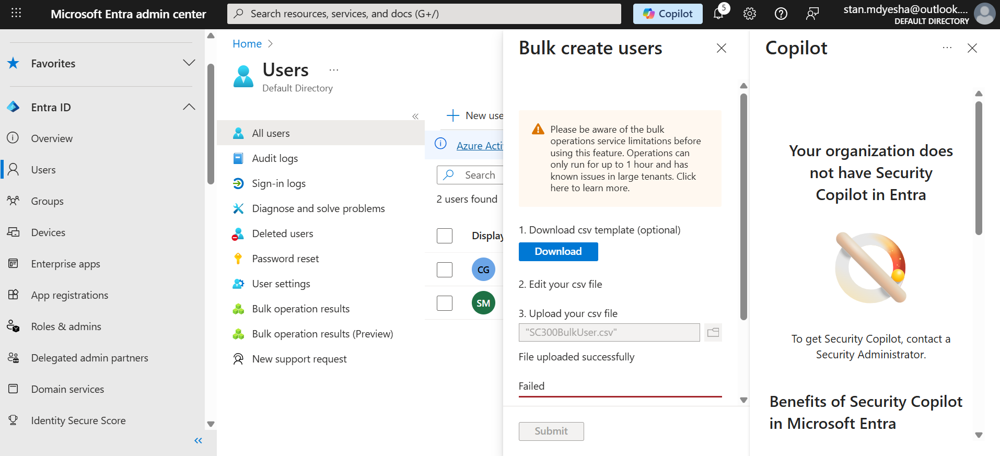 Microsoft Entra admin center
Search resources, services, and docs (G+/)
Copilot
5
stan.mdyesha@outlook....
DEFAULT DIRECTORY
Favorites
Entra ID
Overview
Users
Groups
Devices
Enterprise apps
App registrations
Roles & admins
Delegated admin partners
Domain services
Identity Secure Score
Home
Users
...
Default Directory
All users
Audit logs
Sign-in logs
Diagnose and solve problems
Deleted users
Password reset
User settings
Bulk operation results
Bulk operation results (Preview)
New support request
New use
Azure Acti
Search
2 users found
Display
CG
SM
Bulk create users
Please be aware of the bulk
operations service limitations before
using this feature. Operations can
only run for up to 1 hour and has
known issues in large tenants. Click
here to learn more.
1. Download csv template (optional)
Download
2. Edit your csv file
3. Upload your csv file
"SC300BulkUser.csv"
File uploaded successfully
Failed
Submit
Copilot
...
Your organization does
not have Security
Copilot in Entra
To get Security Copilot, contact a
Security Administrator.
Benefits of Security Copilot
in Microsoft Entra